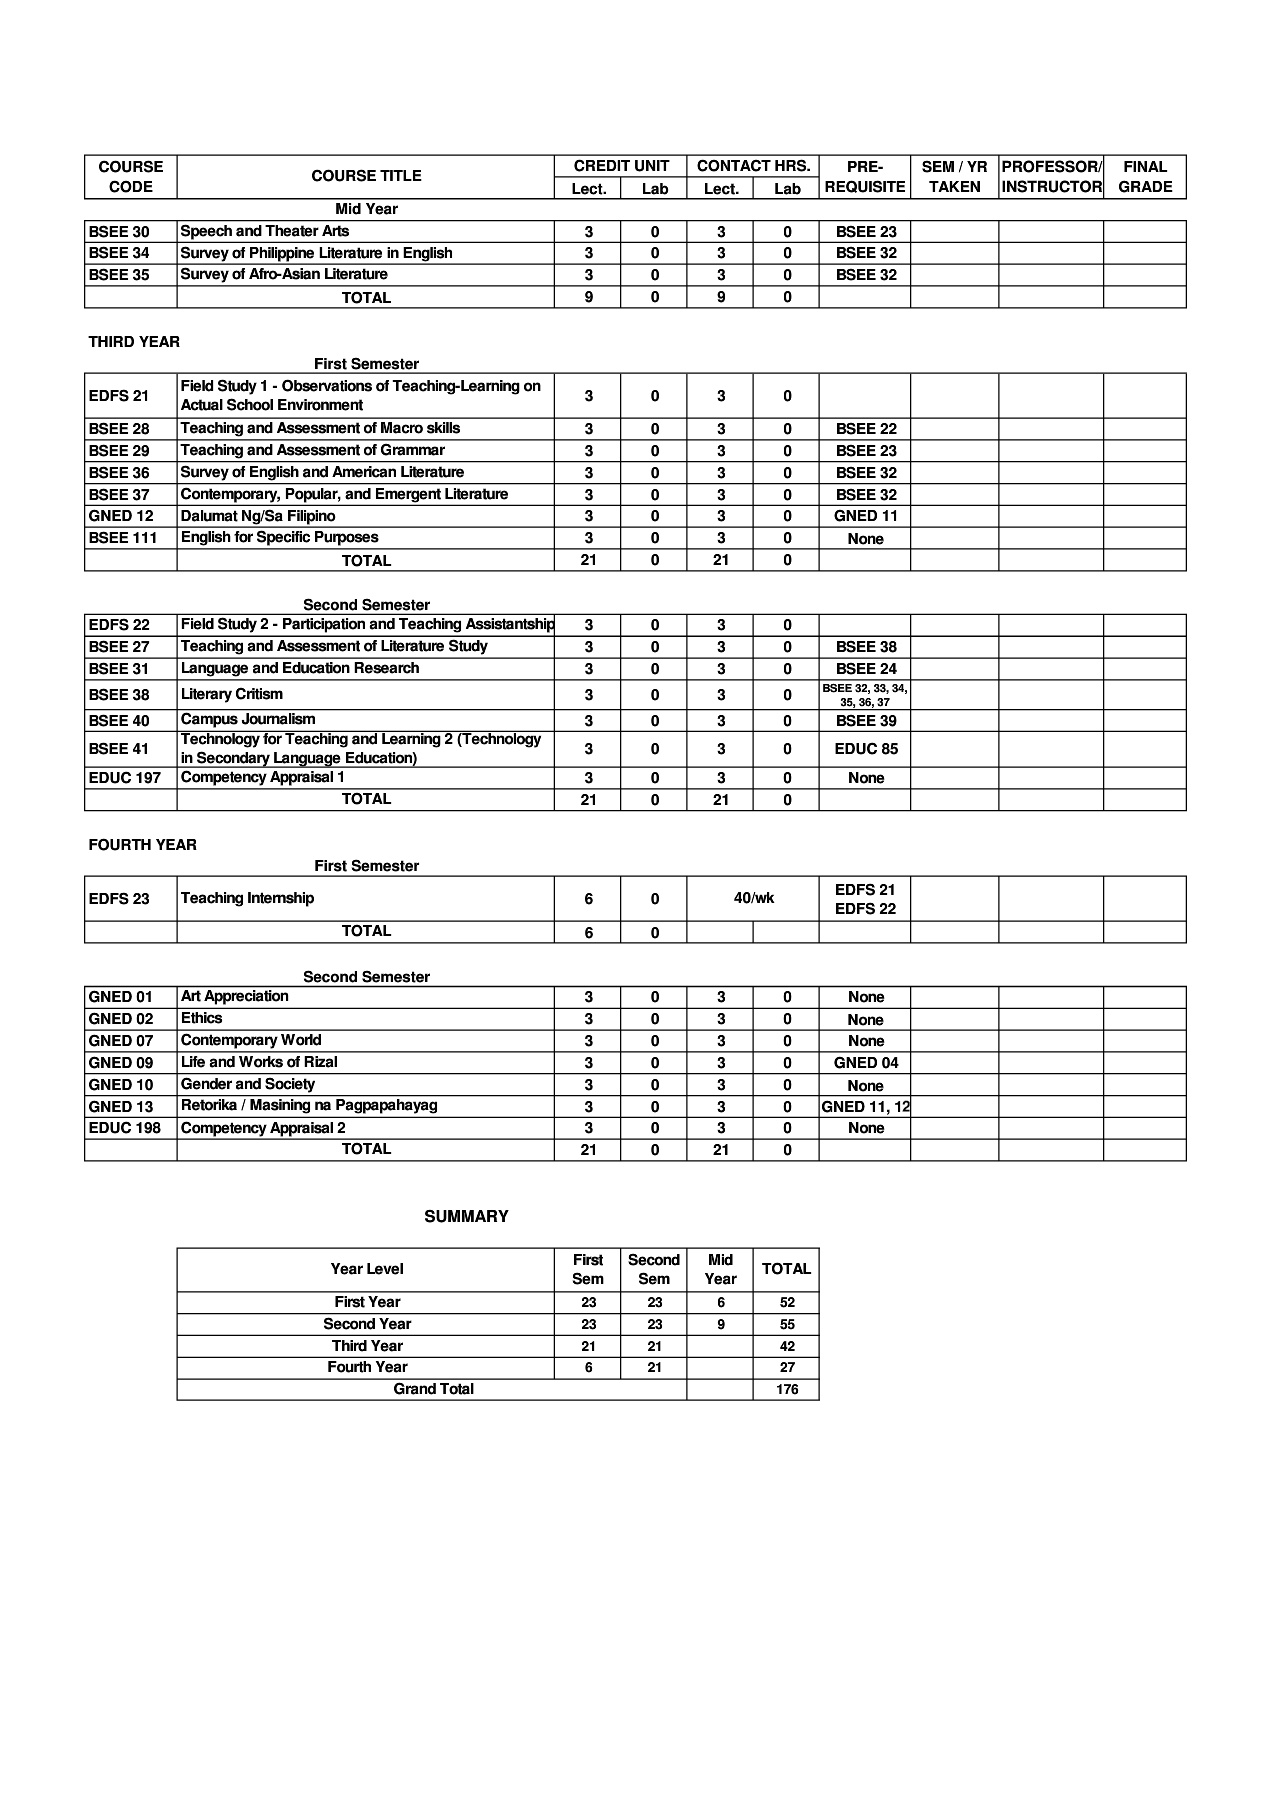 COURSE CODE COURSE TITLE CREDIT UNIT CONTACT HRS. PRE-REQUISITE SEM / YR TAKEN PROFESSOR/INSTRUCTOR FINAL GRADE
Lect. Lab Lect. Lab
Mid Year
BSEE 30 Speech and Theater Arts 3 0 3 0 BSEE 23
BSEE 34 Survey of Philippine Literature in English 3 0 3 0 BSEE 32
BSEE 35 Survey of Afro-Asian Literature 3 0 3 0 BSEE 32
TOTAL 9 0 9 0
THIRD YEAR
First Semester
EDFS 21 Field Study 1 - Observations of Teaching-Learning on Actual School Environment 3 0 3 0
BSEE 28 Teaching and Assessment of Macro skills 3 0 3 0 BSEE 22
BSEE 29 Teaching and Assessment of Grammar 3 0 3 0 BSEE 23
BSEE 36 Survey of English and American Literature 3 0 3 0 BSEE 32
BSEE 37 Contemporary, Popular, and Emergent Literature 3 0 3 0 BSEE 32
GNED 12 Dalumat Ng/Sa Filipino 3 0 3 0 GNED 11
BSEE 111 English for Specific Purposes 3 0 3 0 None
TOTAL 21 0 21 0
Second Semester
EDFS 22 Field Study 2 - Participation and Teaching Assistantship 3 0 3 0
BSEE 27 Teaching and Assessment of Literature Study 3 0 3 0 BSEE 38
BSEE 31 Language and Education Research 3 0 3 0 BSEE 24
BSEE 38 Literary Critism 3 0 3 0 BSEE 32, 33, 34, 35, 36, 37
BSEE 40 Campus Journalism 3 0 3 0 BSEE 39
BSEE 41 Technology for Teaching and Learning 2 (Technology in Secondary Language Education) 3 0 3 0 EDUC 85
EDUC 197 Competency Appraisal 1 3 0 3 0 None
TOTAL 21 0 21 0
FOURTH YEAR
First Semester
EDFS 23 Teaching Internship 6 0 40/wk EDFS 21 EDFS 22
TOTAL 6 0
Second Semester
GNED 01 Art Appreciation 3 0 3 0 None
GNED 02 Ethics 3 0 3 0 None
GNED 07 Contemporary World 3 0 3 0 None
GNED 09 Life and Works of Rizal 3 0 3 0 GNED 04
GNED 10 Gender and Society 3 0 3 0 None
GNED 13 Retorika / Masining na Pagpapahayag 3 0 3 0 GNED 11, 12
EDUC 198 Competency Appraisal 2 3 0 3 0 None
TOTAL 21 0 21 0
SUMMARY
Year Level First Sem Second Sem Mid Year TOTAL
First Year 23 23 6 52
Second Year 23 23 9 55
Third Year 21 21 42
Fourth Year 6 21 27
Grand Total 176